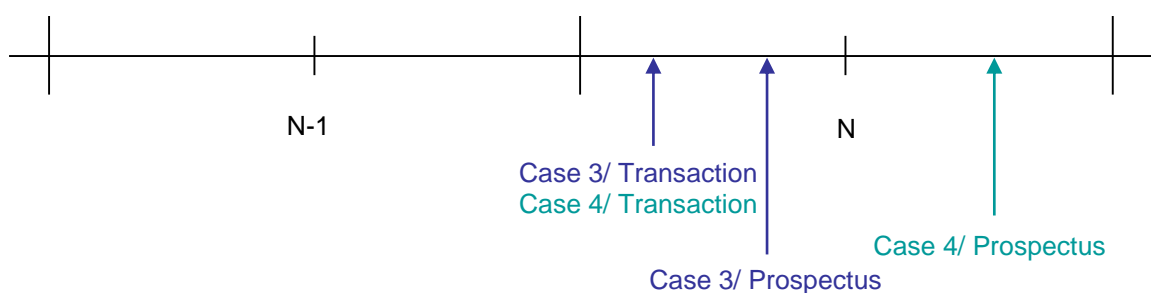 N-1
N
Case 3/ Transaction
Case 4/ Transaction
Case 4/ Prospectus
Case 3/ Prospectus